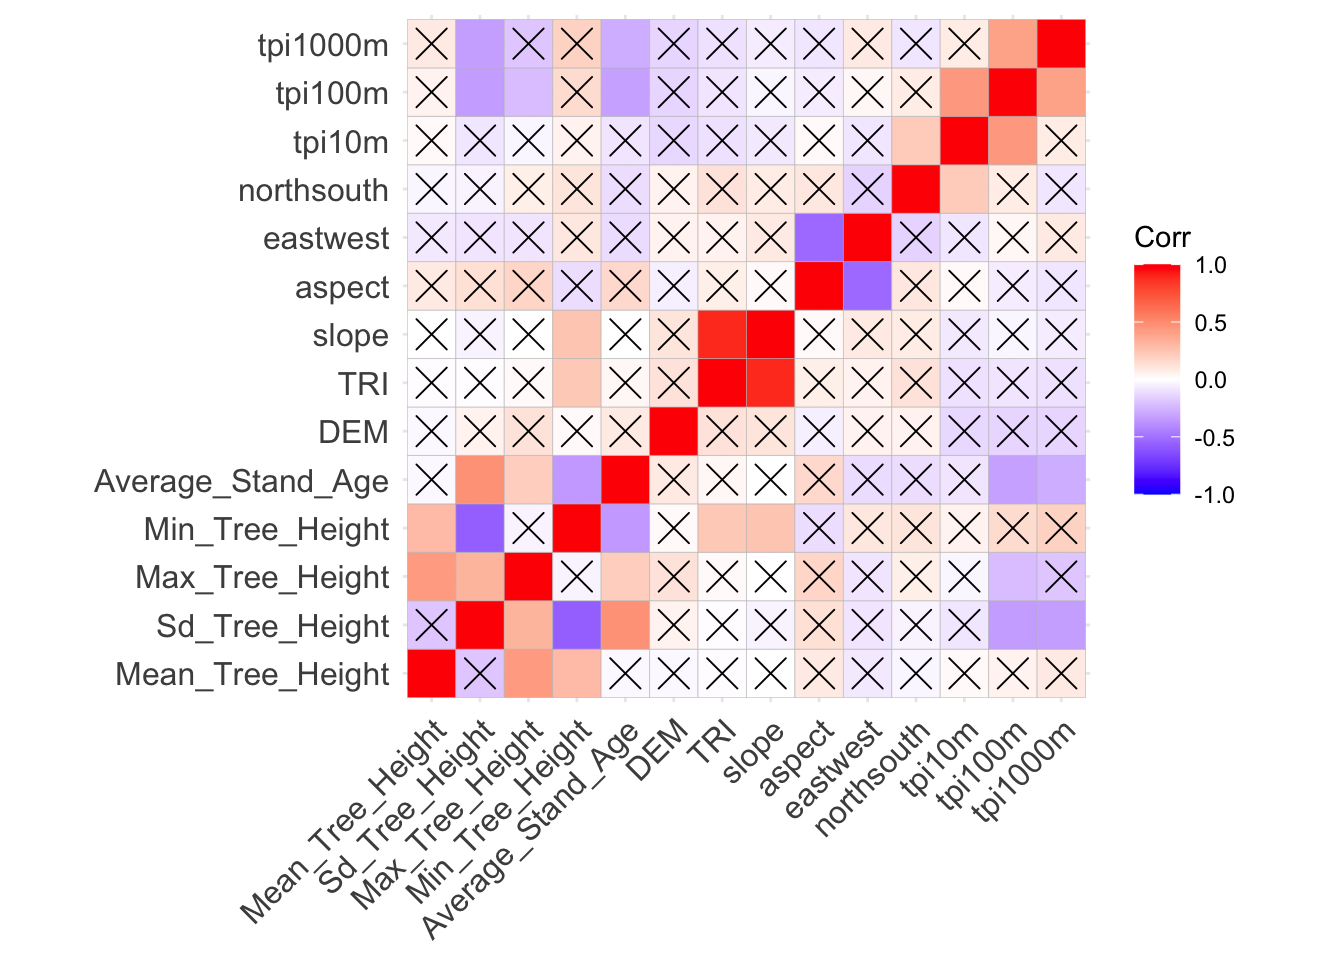 tpi1000m
tpi100m
tpi10m
northsouth
eastwest
aspect
slope
TRI
DEM
Average_Stand_Age
Min_Tree_Height
Max_Tree_Height
Sd_Tree_Height
Mean_Tree_Height
Mean_Tree_Height
Sd_Tree_Height
Max_Tree_Height
Min_Tree_Height
Average_Stand_Age
DEM
TRI
slope
aspect
eastwest
northsouth
tpi10m
tpi100m
tpi1000m
Corr
1.0
0.5
0.0
-0.5
-1.0